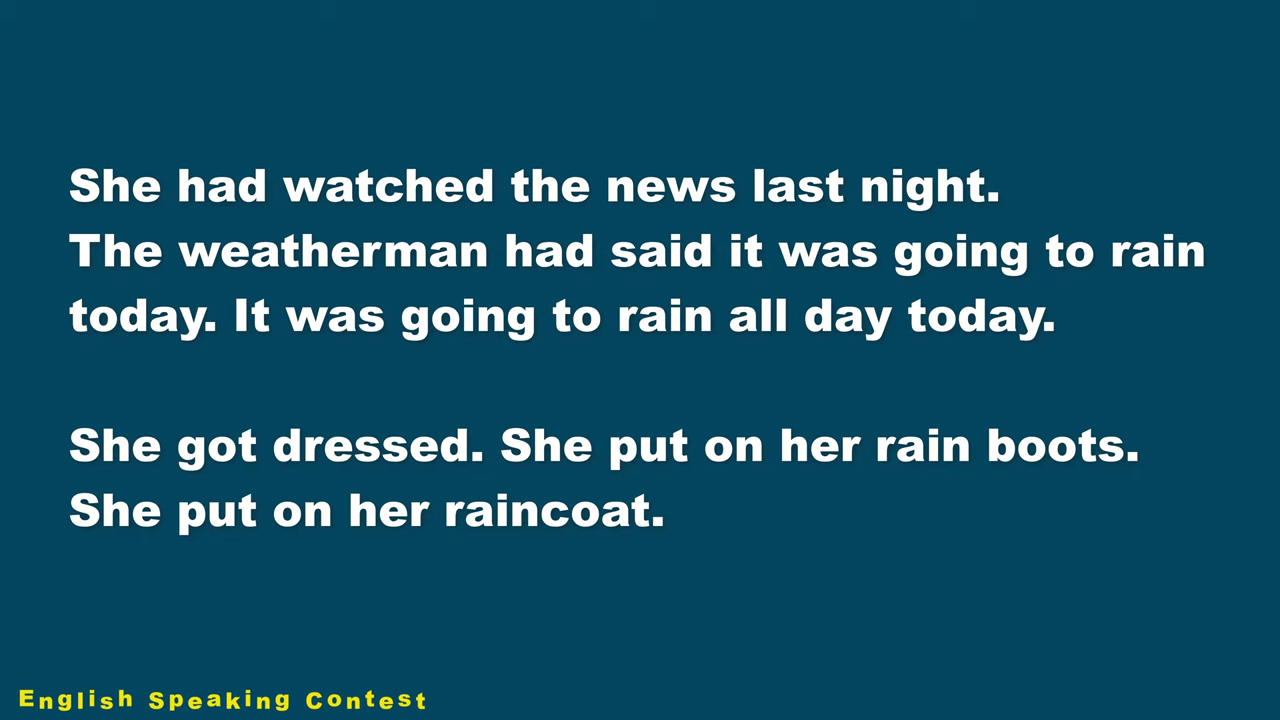 She had watched the news last night.
The weatherman had said it was going to rain
today. It was going to rain all day today.
She got dressed. She put on her rain boots.
She put on her raincoat.
English Speaking Contest